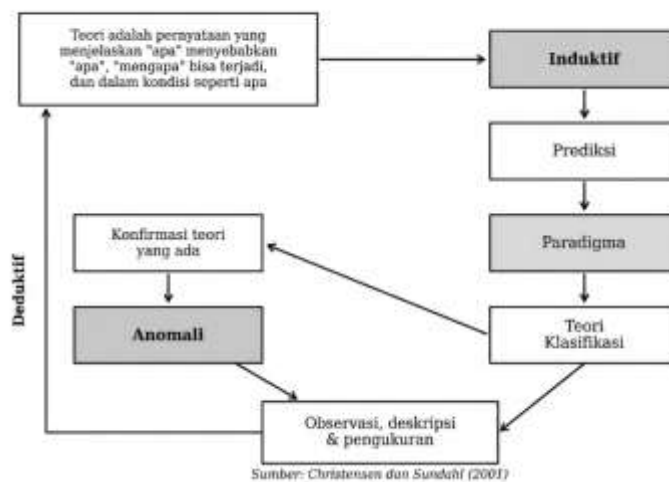 Teori adalah pernyataan yang
menjelaskan "apa" menyebabkan
"apa", "mengapa" bisa terjadi,
dan dalam kondisi seperti apa
Induktif
Prediksi
Konfirmasi teori
yang ada
Paradigma
Deduktif
Anomali
Teori
Klasifikasi
Observasi, deskripsi
& pengukuran
Sumber: Christensen dan Sundahl (2001)